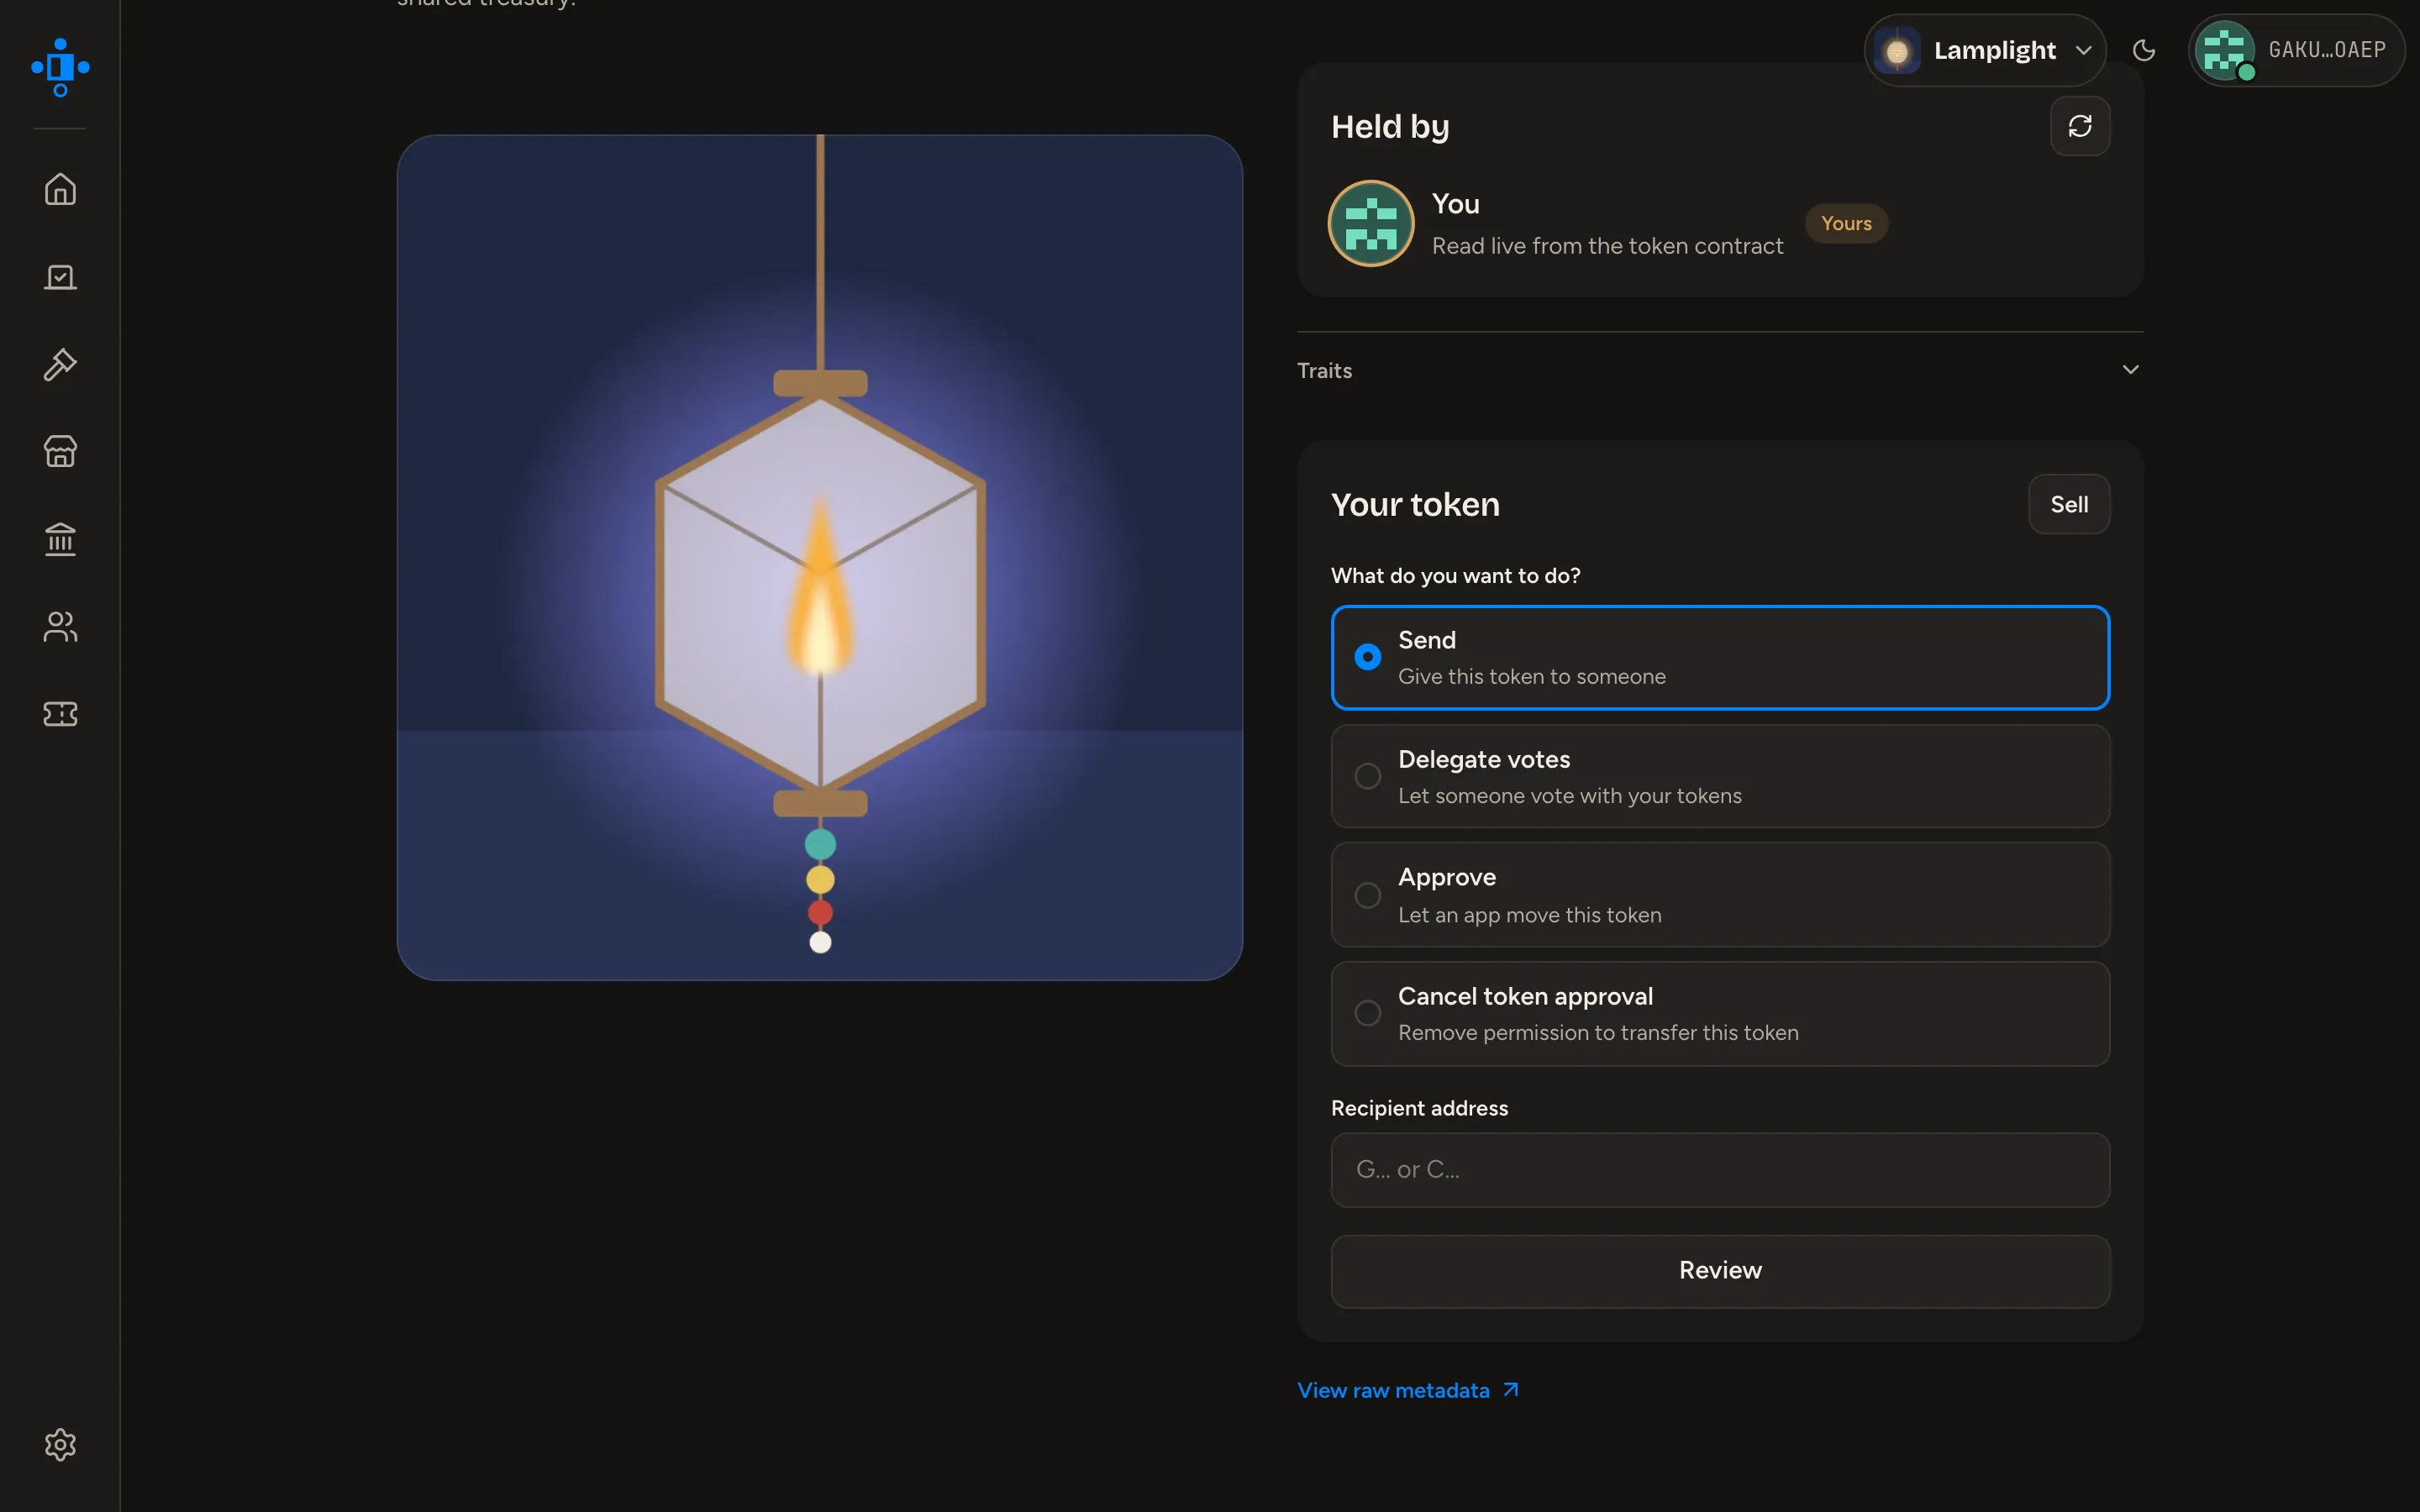 shared treasury.
Lamplight
GAKU...OAEP
Held by
You
Read live from the token contract
Yours
Traits
Your token
Sell
What do you want to do?
Send
Give this token to someone
Delegate votes
Let someone vote with your tokens
Approve
Let an app move this token
Cancel token approval
Remove permission to transfer this token
Recipient address
G... or C...
Review
View raw metadata